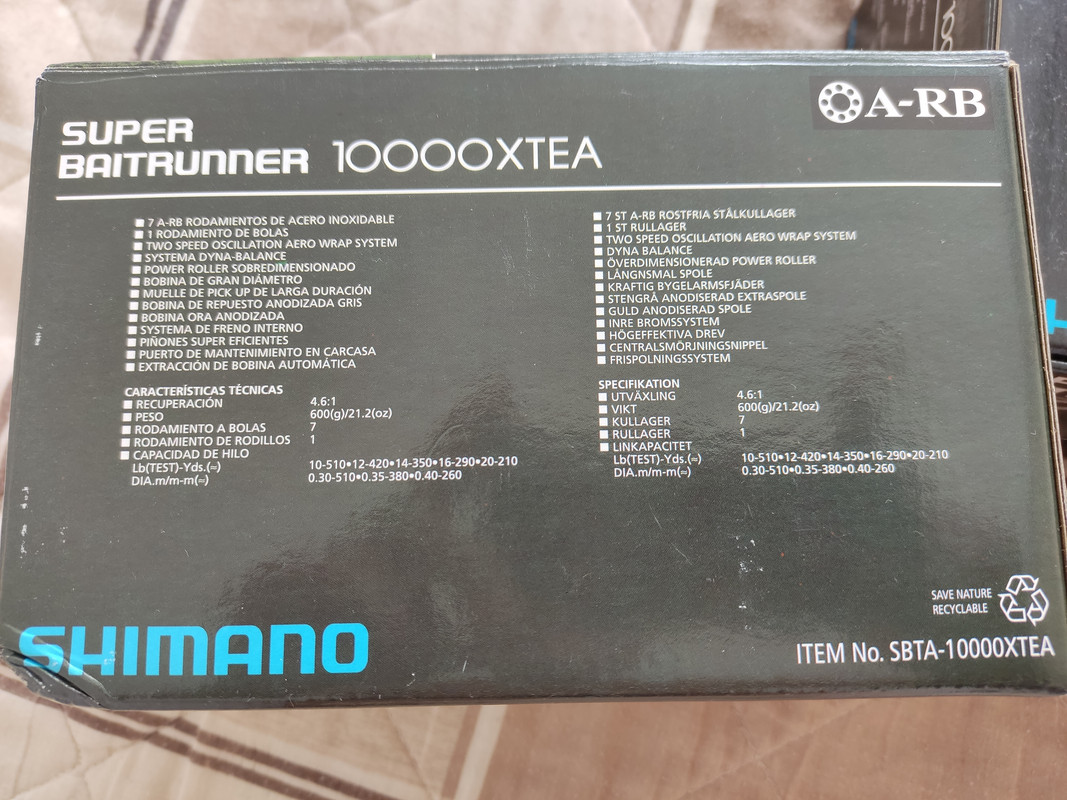 A-RB
SUPER
BAITRUNNER 10000XTEA
■ 7 A-RB RODAMIENTOS DE ACERO INOXIDABLE
■ 1 RODAMIENTO DE BOLAS
■ TWO SPEED OSCILLATION AERO WRAP SYSTEM
■ SYSTEMA DYNA-BALANCE
■ POWER ROLLER SOBREDIMENSIONADO
■ BOBINA DE GRAN DIÁMETRO
■ MUELLE DE PICK UP DE LARGA DURACIÓN
■ BOBINA DE REPUESTO ANODIZADA GRIS
■ BOBINA ORA ANODIZADA
■ SYSTEMA DE FRENO INTERNO
■ PIÑONES SUPER EFICIENTES
■ PUERTO DE MANTENIMIENTO EN CARCASA
■ EXTRACCIÓN DE BOBINA AUTOMÁTICA
CARACTERÍSTICAS TÉCNICAS
■ RECUPERACIÓN 4.6:1
■ PESO 600(g)/21.2(oz)
■ RODAMIENTO A BOLAS 7
■ RODAMIENTO DE RODILLOS 1
■ CAPACIDAD DE HILO
Lb(TEST)-Yds.(≈) 10-510•12-420•14-350•16-290•20-210
DIA.m/m-m(≈) 0.30-510•0.35-380•0.40-260
■ 7 ST A-RB ROSTFRIA STÅLKULLAGER
■ 1 ST RULLAGER
■ TWO SPEED OSCILLATION AERO WRAP SYSTEM
■ DYNA BALANCE
■ ÖVERDIMENSIONERAD POWER ROLLER
■ LÅNGNSMAL SPOLE
■ KRAFTIG BYGELARMSFJÄDER
■ STENGRÅ ANODISERAD EXTRASPOLE
■ GULD ANODISERAD SPOLE
■ INRE BROMSSYSTEM
■ HÖGEFFEKTIVA DREV
■ CENTRALSMÖRJNINGSNIPPEL
■ FRISPOLNINGSSYSTEM
SPECIFIKATION
■ UTVÄXLING 4.6:1
■ VIKT 600(g)/21.2(oz)
■ KULLAGER 7
■ RULLAGER 1
■ LINKAPACITET
Lb(TEST)-Yds.(≈) 10-510•12-420•14-350•16-290•20-210
DIA.m/m-m(≈) 0.30-510•0.35-380•0.40-260
SAVE NATURE
RECYCLABLE
SHIMANO
ITEM No. SBTA-10000XTEA